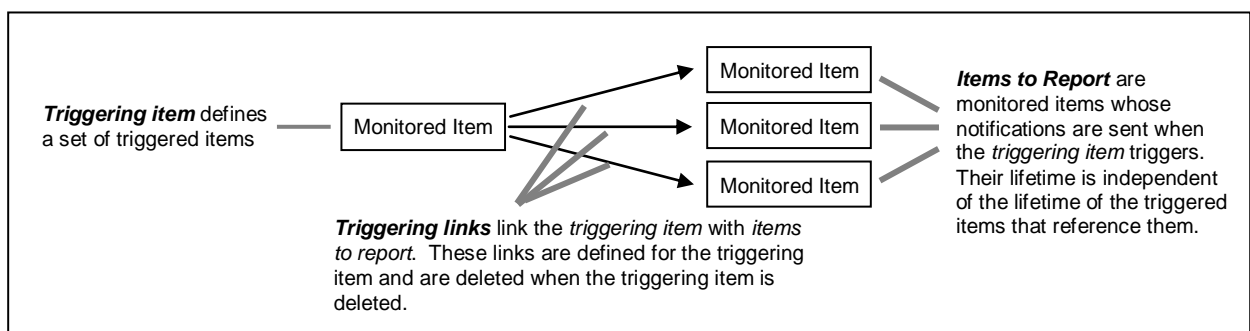 Triggering item defines
a set of triggered items
Monitored Item
Monitored Item
Monitored Item
Monitored Item
Items to Report are
monitored items whose
notifications are sent when
the triggering item triggers.
Their lifetime is independent
of the lifetime of the triggered
items that reference them.
Triggering links link the triggering item with items
to report. These links are defined for the triggering
item and are deleted when the triggering item is
deleted.